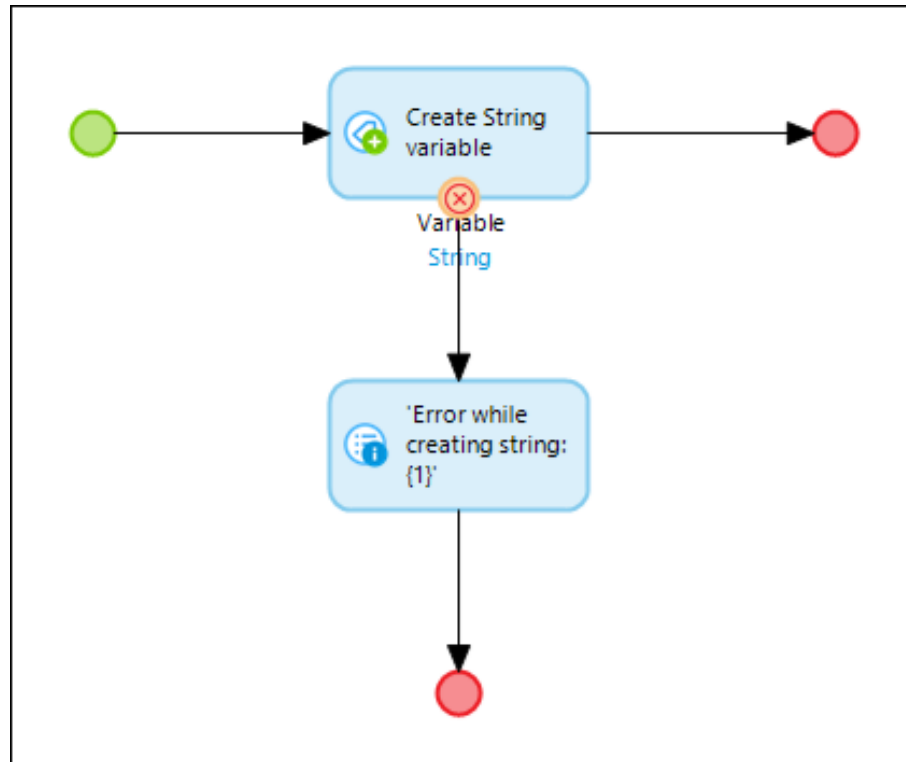 Create String
variable
Variable
String
'Error while
creating string:
{1}'